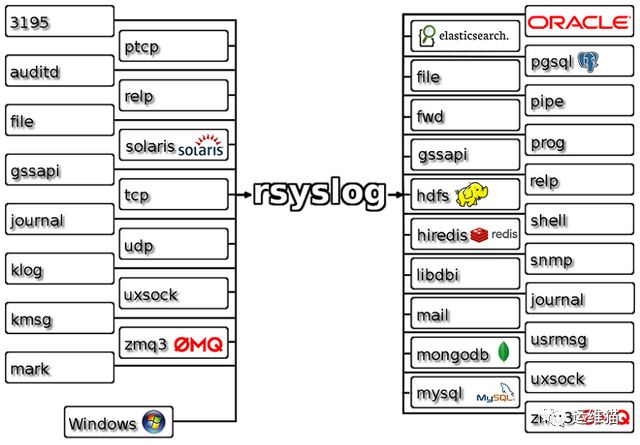 3195
ptcp
auditd
relp
file
solaris solaris
gssapi
tcp
journal
udp
klog
uxsock
kmsg
zmq3 ØMQ
mark
Windows
rsyslog
elasticsearch.
file
fwd
gssapi
hdfs
hiredis redis
libdbi
mail
mongodb
mysql MySQL
ORACLE
pgsql
pipe
prog
relp
shell
snmp
journal
usrmsg
uxsock
zmq3 ØMQ
运维猫